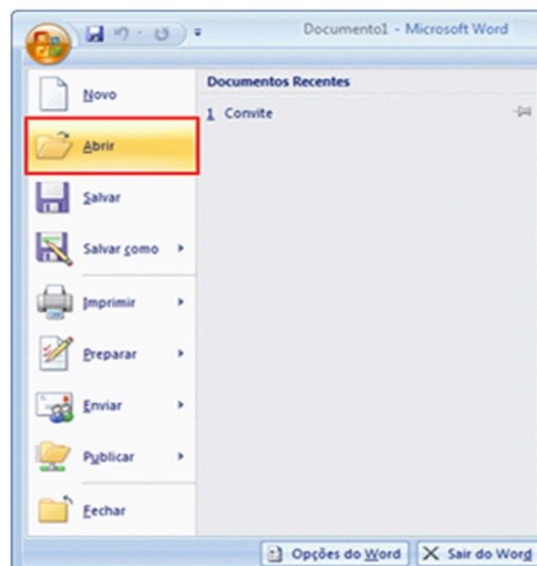 Documento1 - Microsoft Word
Novo
Abrir
Salvar
Salvar como
Imprimir
Preparar
Enviar
Publicar
Fechar
Documentos Recentes
1 Convite
Opções do Word
Sair do Word